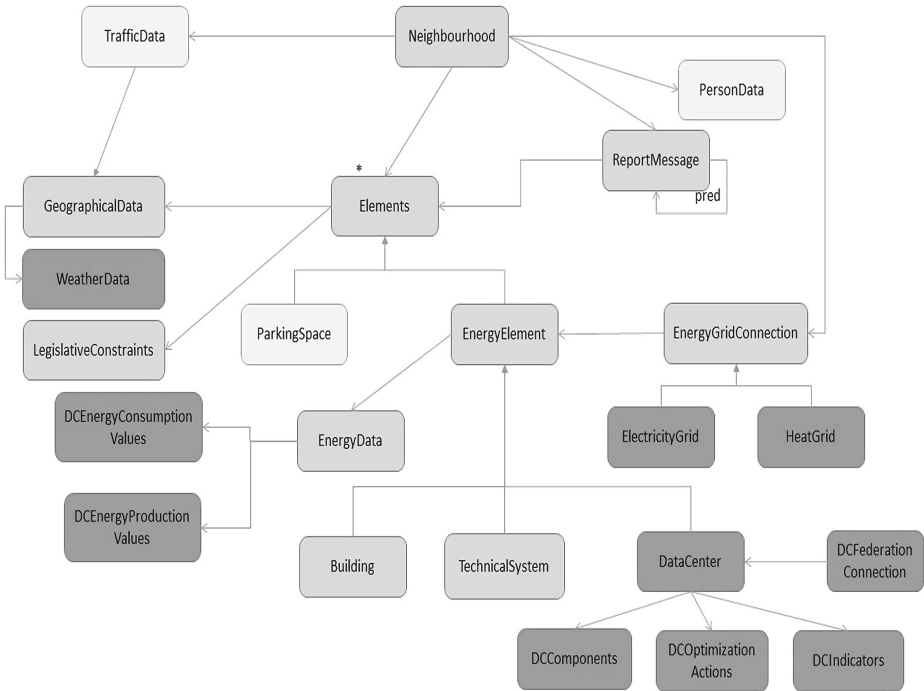 TrafficData
Neighbourhood
PersonData
ReportMessage
pred
*
GeographicalData
Elements
WeatherData
ParkingSpace
EnergyElement
EnergyGridConnection
LegislativeConstraints
DCEnergyConsumption
Values
EnergyData
ElectricityGrid
HeatGrid
DCEnergyProduction
Values
Building
TechnicalSystem
DataCenter
DCFederation
Connection
DCComponents
DCOptimization
Actions
DCIndicators